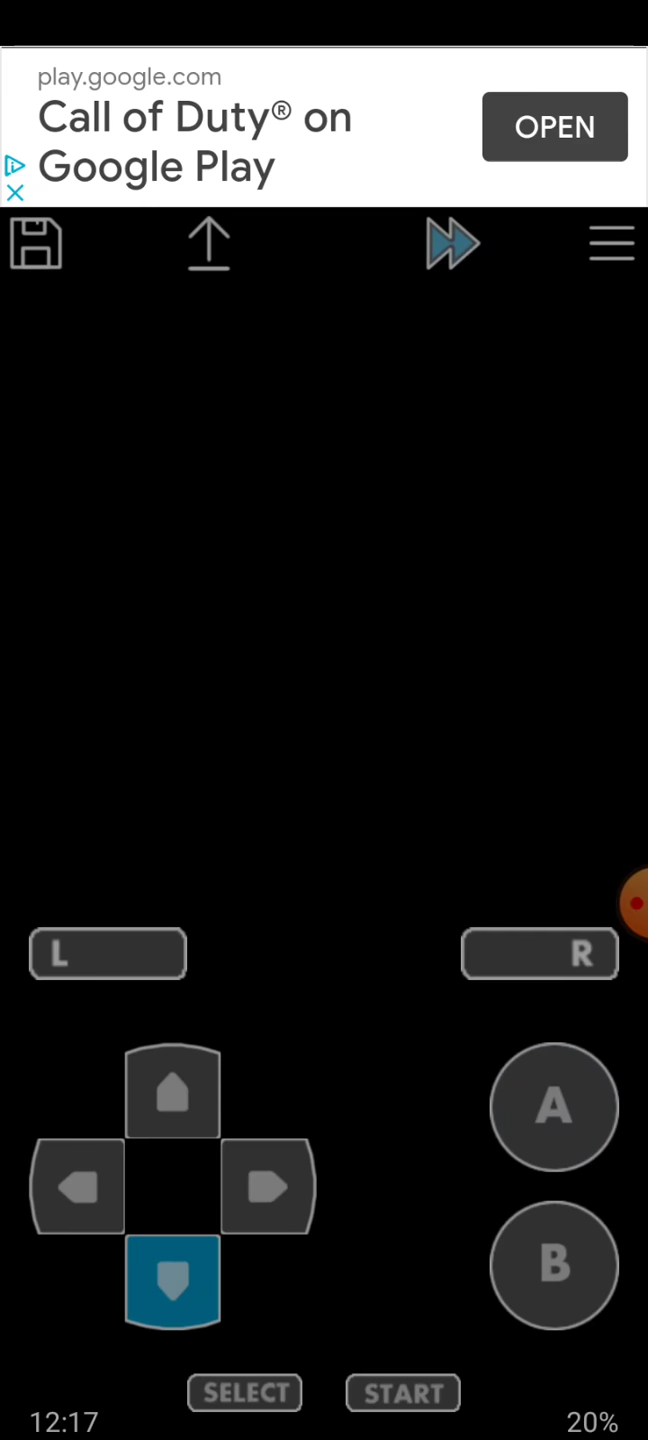 play.google.com
Call of Duty® on
Google Play
OPEN
L
R
A
B
SELECT
START
12:17
20%